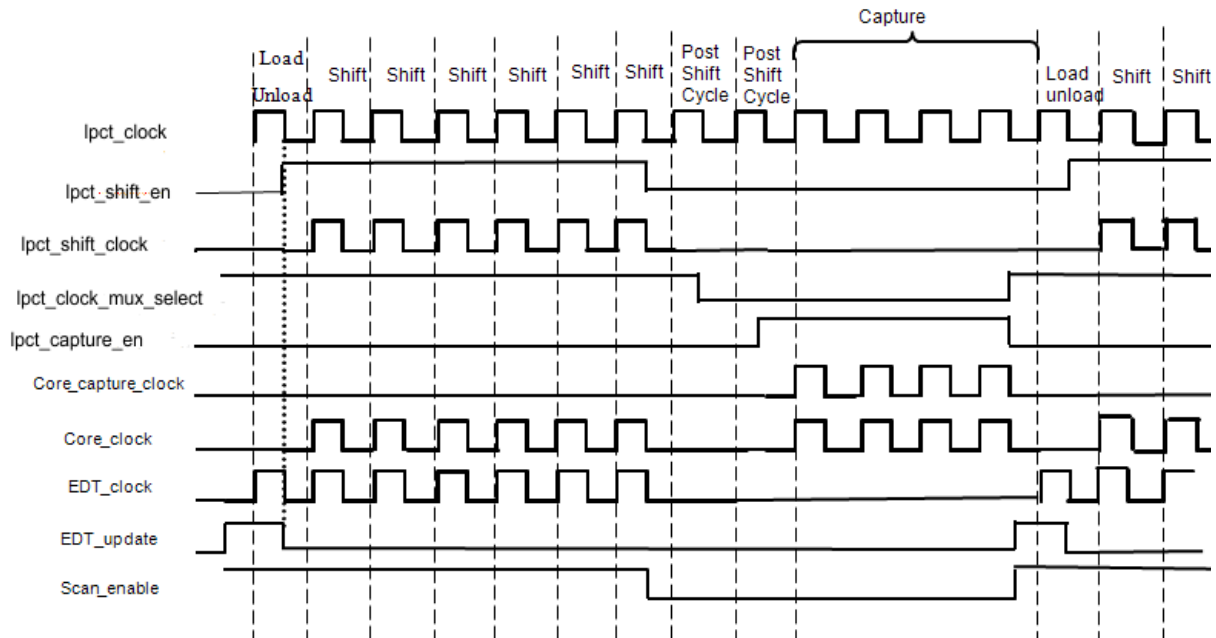 Capture
Load
Unload
Shift
Shift
Shift
Shift
Shift
Shift
Post
Shift
Cycle
Post
Shift
Cycle
Load
unload
Shift
Shift
lpct_clock
lpct_shift_en
lpct_shift_clock
lpct_clock_mux_select
lpct_capture_en
Core_capture_clock
Core_clock
EDT_clock
EDT_update
Scan_enable